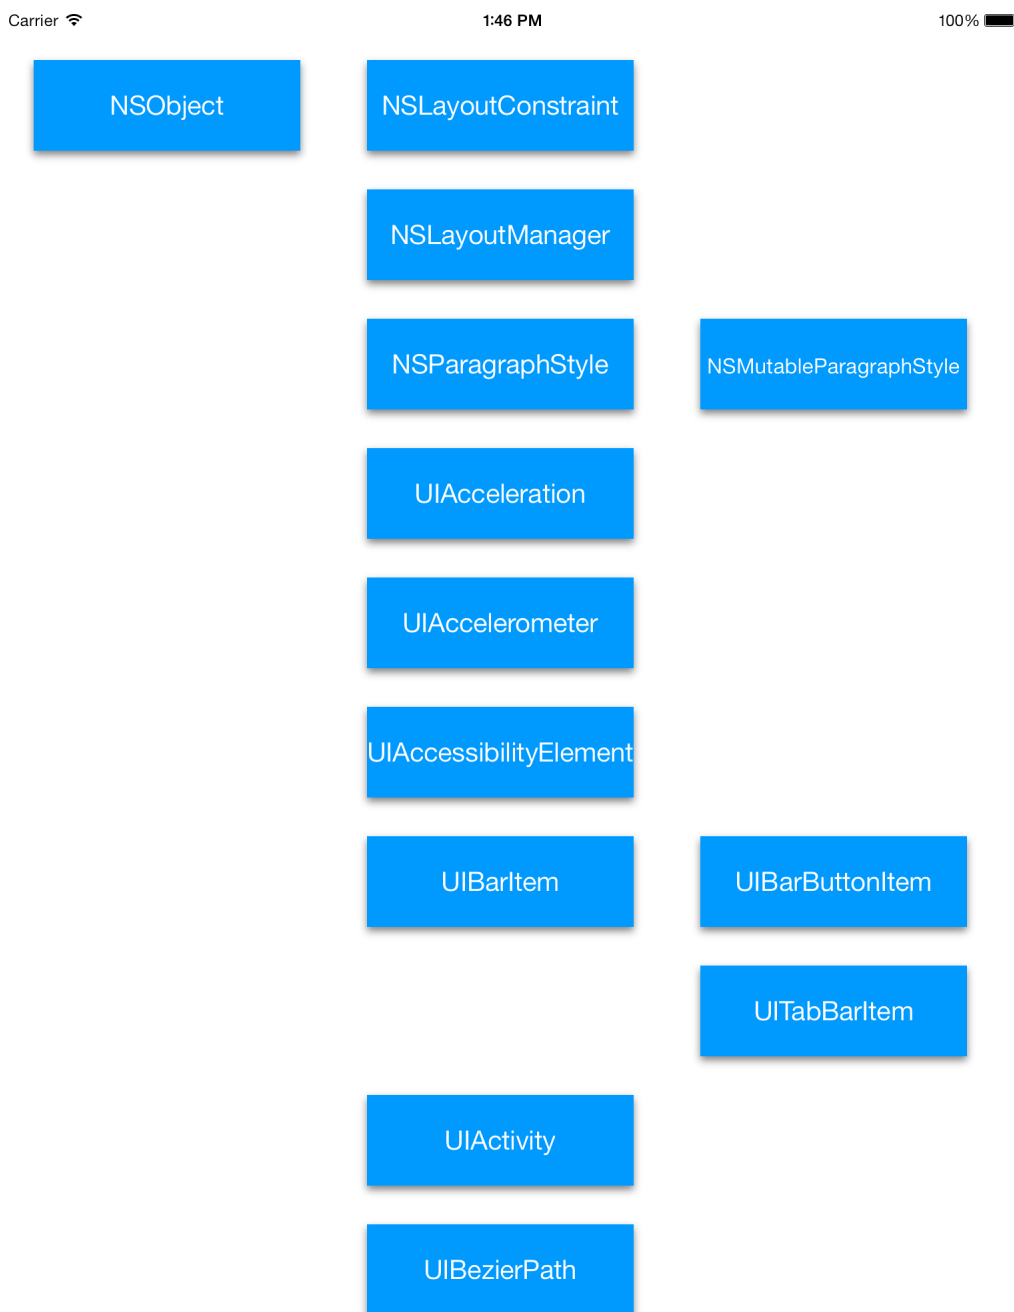 Carrier 1:46 PM 100%
NSObject NSLayoutConstraint
NSLayoutManager
NSParagraphStyle NSMutableParagraphStyle
UIAcceleration
UIAccelerometer
UIAccessibilityElement
UIBarItem UIBarButtonItem
UITabBarItem
UIActivity
UIBezierPath